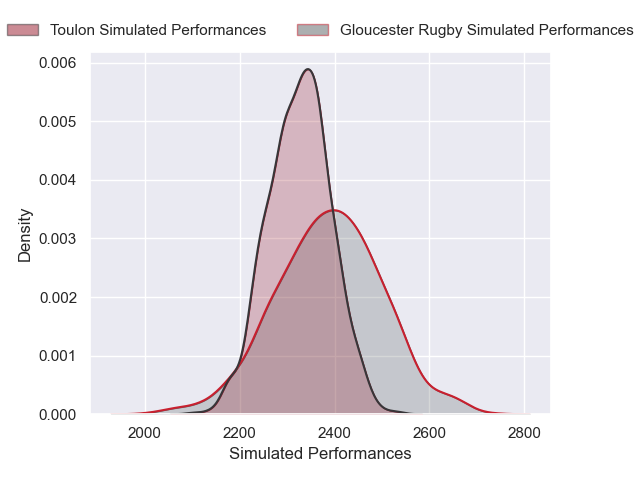 Toulon Simulated Performances
Gloucester Rugby Simulated Performances
0.006
0.005
0.004
0.003
0.002
0.001
0.000
Density
2000 2200 2400 2600 2800
Simulated Performances